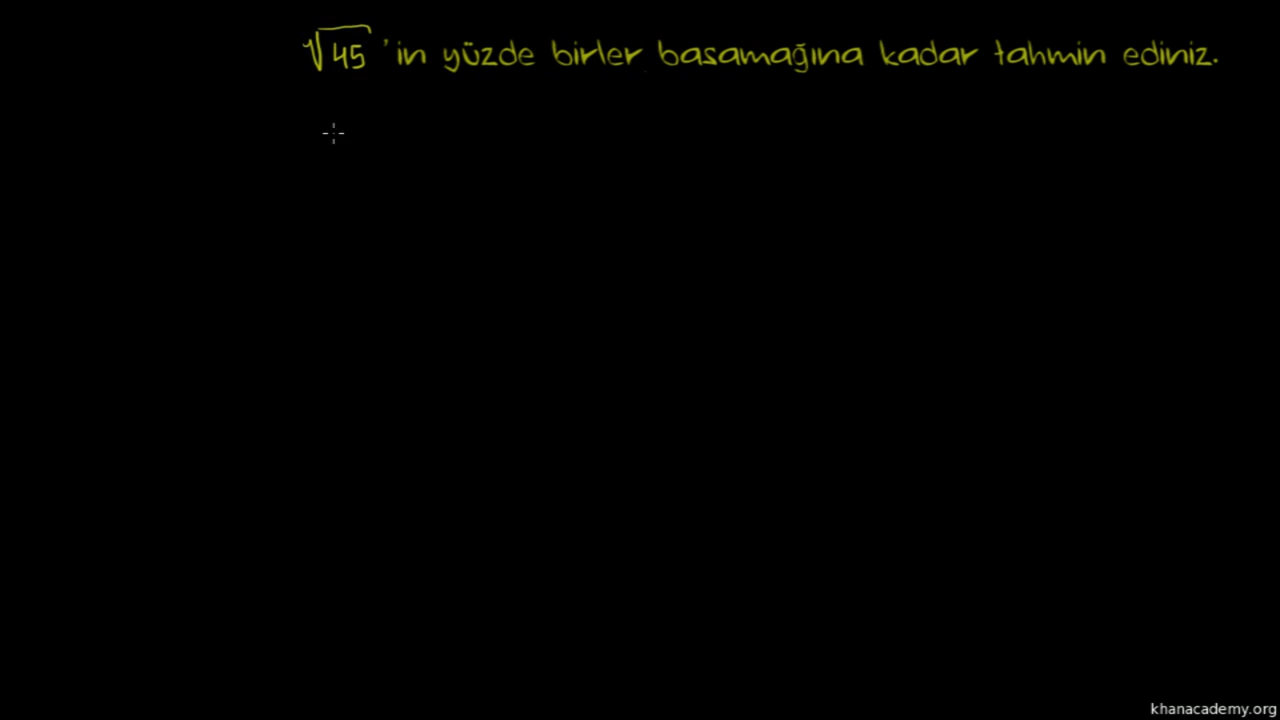 √45 'in yüzde birler basamağına kadar tahmin ediniz.
khanacademy.org